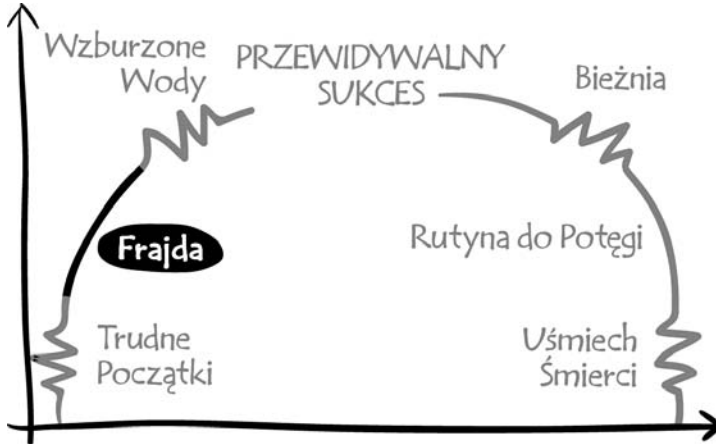 Wzburzone
Wody
PRZEWIDYWALNY
SUKCES
Bieżnia
Frajda
Rutyna do Potęgi
Trudne
Początki
Uśmiech
Śmierci